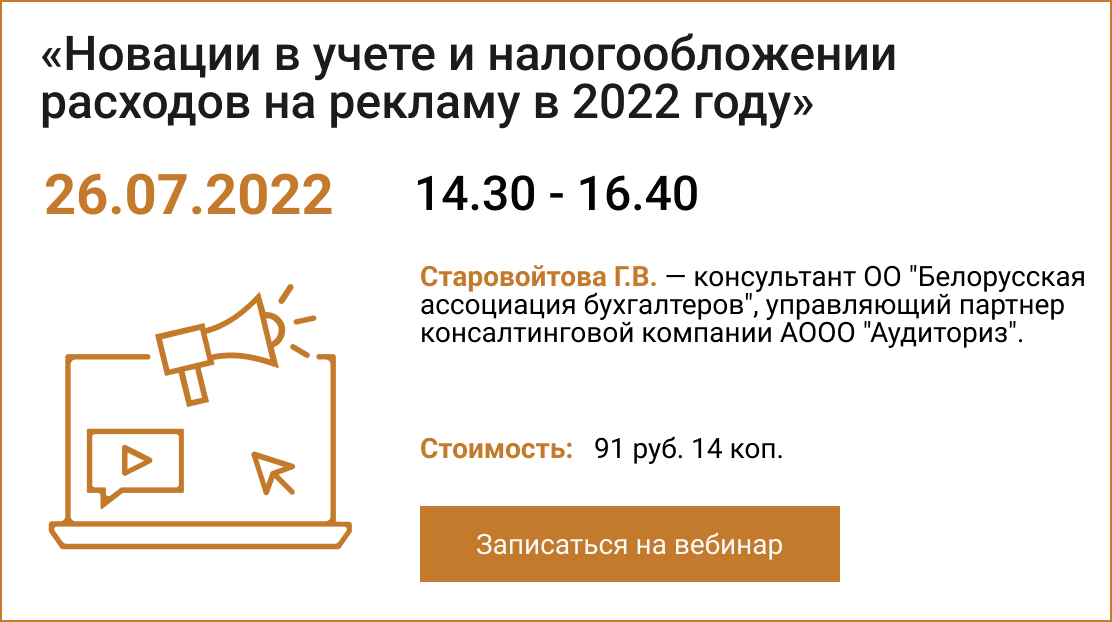 «Новации в учете и налогообложении
расходов на рекламу в 2022 году»
26.07.2022
14.30 - 16.40
Старовойтова Г.В. — консультант ОО "Белорусская
ассоциация бухгалтеров", управляющий партнер
консалтинговой компании АООО "Аудиториз".
Стоимость: 91 руб. 14 коп.
Записаться на вебинар